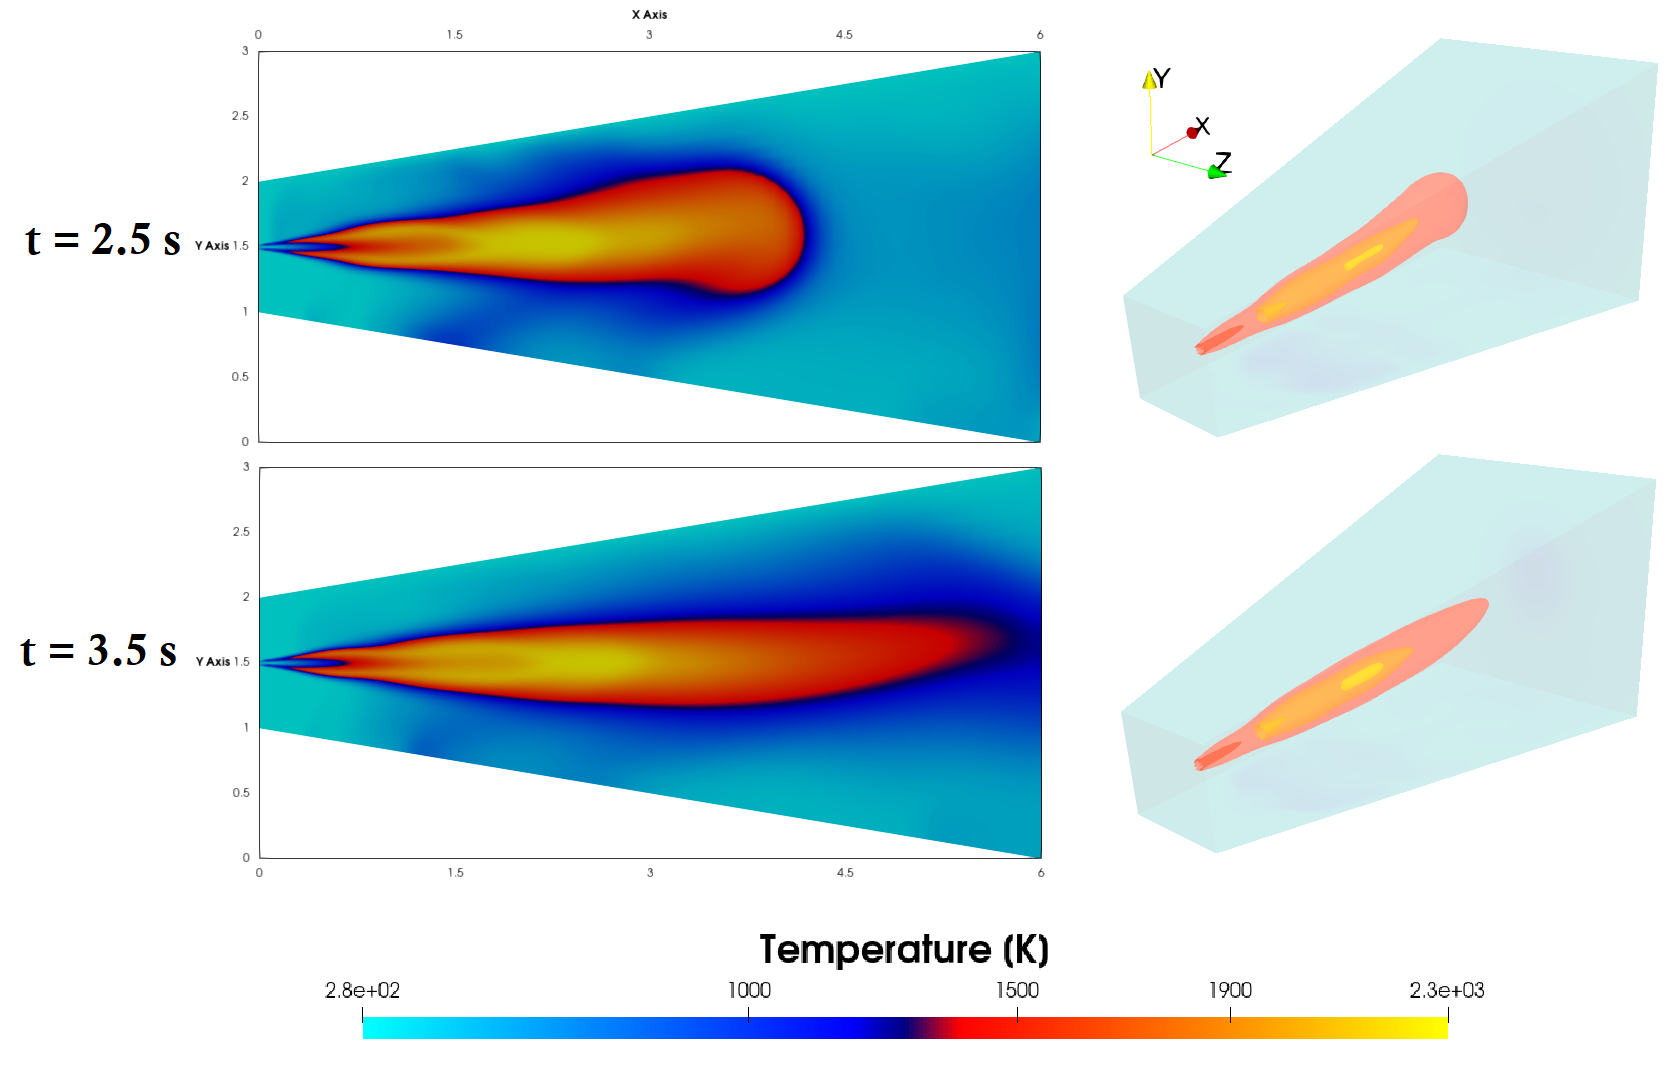 X Axis
0 1.5 3 4.5 6
3
2.5
2
t = 2.5 s
Y Axis 1.5
1
0.5
0
Y
X
Z
3
2.5
2
t = 3.5 s
Y Axis 1.5
1
0.5
0
0 1.5 3 4.5 6
Temperature (K)
2.8e+02 1000 1500 1900 2.3e+03